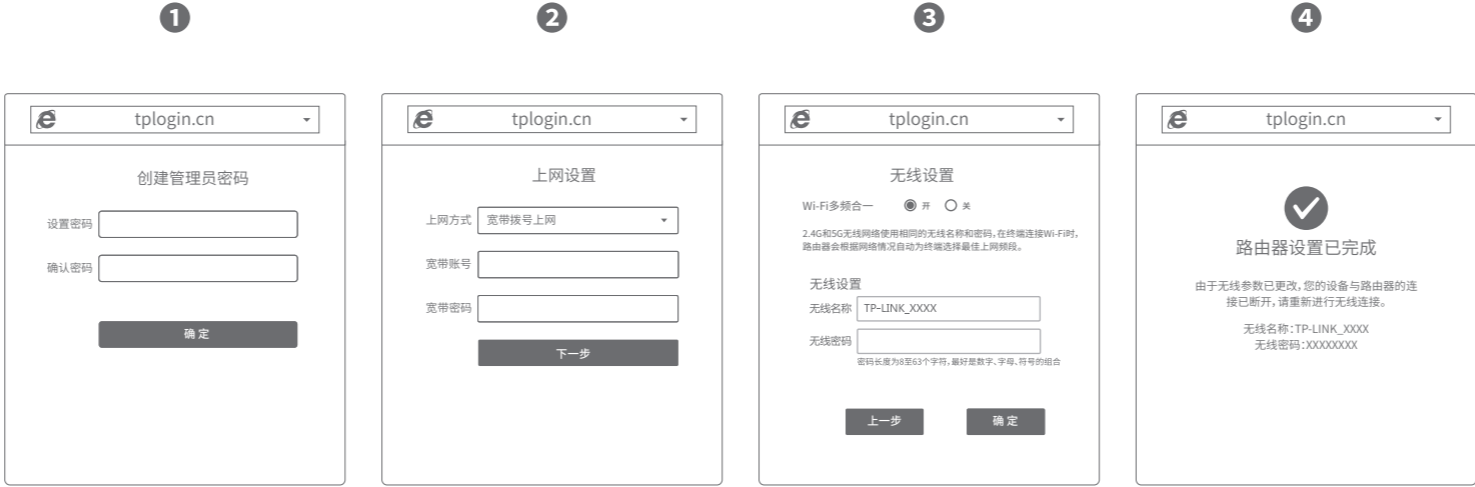 1
2
3
4
tplogin.cn
创建管理员密码
设置密码
确认密码
确定
tplogin.cn
上网设置
上网方式 宽带拨号上网
宽带账号
宽带密码
下一步
tplogin.cn
无线设置
Wi-Fi多频合一 开 关
2.4G和5G无线网络使用相同的无线名称和密码,在终端连接Wi-Fi时,
路由器会根据网络情况自动为终端选择最佳上网频段。
无线设置
无线名称 TP-LINK_XXXX
无线密码
密码长度为8至63个字符,最好是数字、字母、符号的组合
上一步 确定
tplogin.cn
路由器设置已完成
由于无线参数已更改,您的设备与路由器的连
接已断开,请重新进行无线连接。
无线名称:TP-LINK_XXXX
无线密码:XXXXXXXX